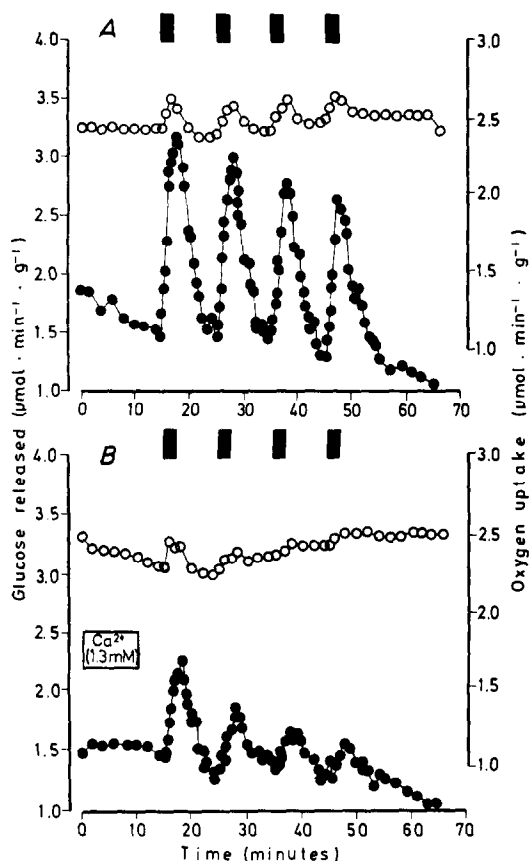 A
4.0
3.5
3.0
2.5
2.0
1.5
1.0
3.0
2.5
2.0
1.5
1.0
0 10 20 30 40 50 60 70
B
4.0
3.5
3.0
2.5
2.0
1.5
1.0
3.0
2.5
2.0
1.5
1.0
Ca²⁺
(1.3mM)
0 10 20 30 40 50 60 70
Time (minutes)
Glucose released (μmol · min⁻¹ · g⁻¹)
Oxygen uptake (μmol · min⁻¹ · g⁻¹)